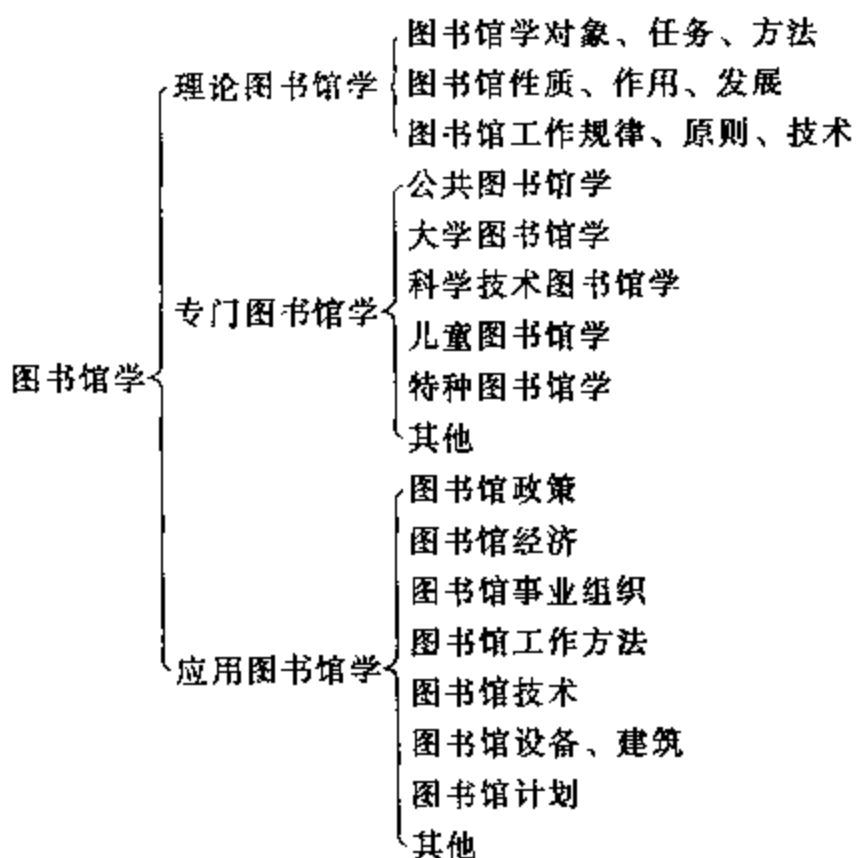 图书馆学
理论图书馆学
图书馆学对象、任务、方法
图书馆性质、作用、发展
图书馆工作规律、原则、技术
专门图书馆学
公共图书馆学
大学图书馆学
科学技术图书馆学
儿童图书馆学
特种图书馆学
其他
应用图书馆学
图书馆政策
图书馆经济
图书馆事业组织
图书馆工作方法
图书馆技术
图书馆设备、建筑
图书馆计划
其他